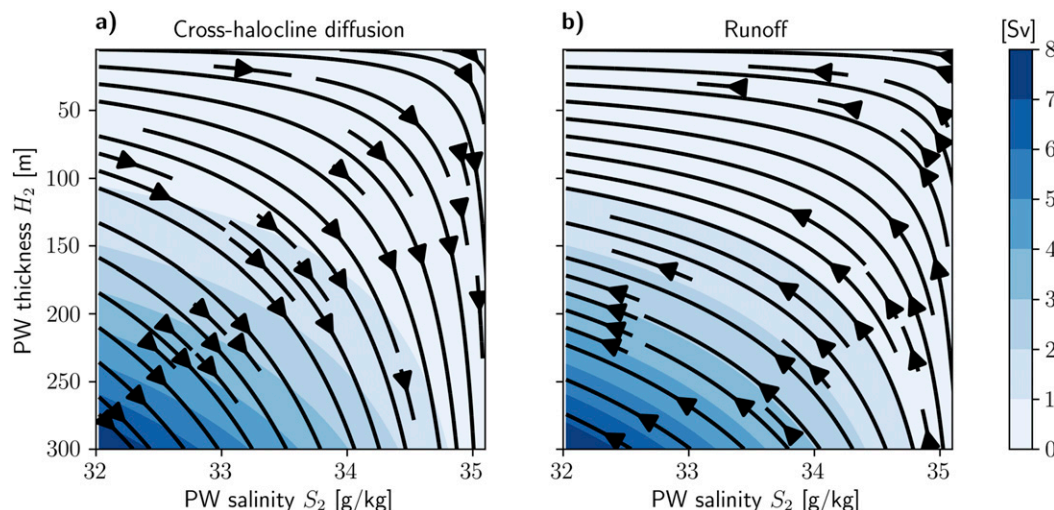 a)
Cross-halocline diffusion
b)
Runoff
[Sv]
PW thickness H₂ [m]
50
100
150
200
250
300
32
33
34
35
PW salinity S₂ [g/kg]
32
33
34
35
PW salinity S₂ [g/kg]
8
7
6
5
4
3
2
1
0